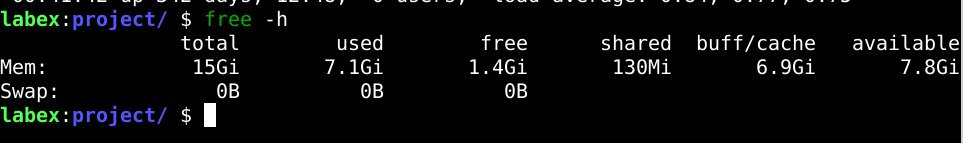 labex:project/ $ free -h
total used free shared buff/cache available
Mem: 15Gi 7.1Gi 1.4Gi 130Mi 6.9Gi 7.8Gi
Swap: 0B 0B 0B
labex:project/ $